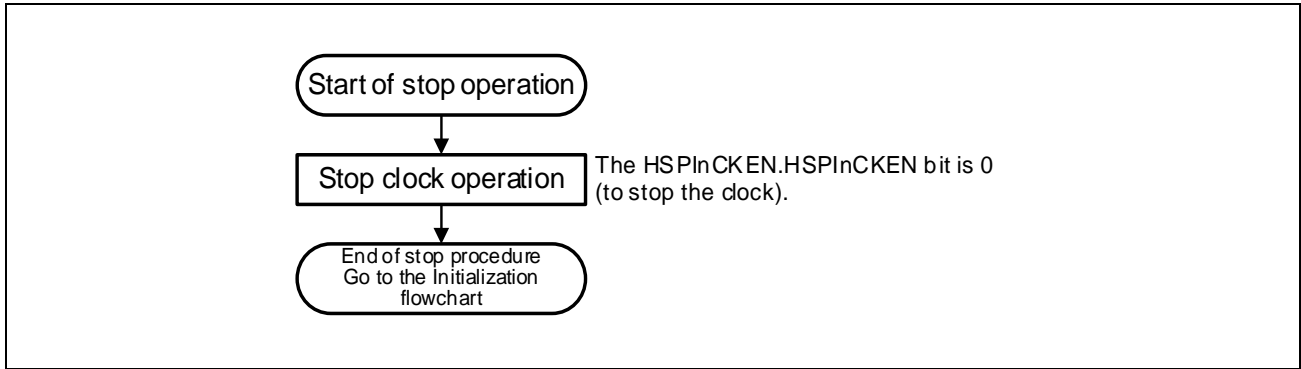 Start of stop operation
Stop clock operation
The HSPInCKEN.HSPInCKEN bit is 0
(to stop the clock).
End of stop procedure
Go to the Initialization
flowchart